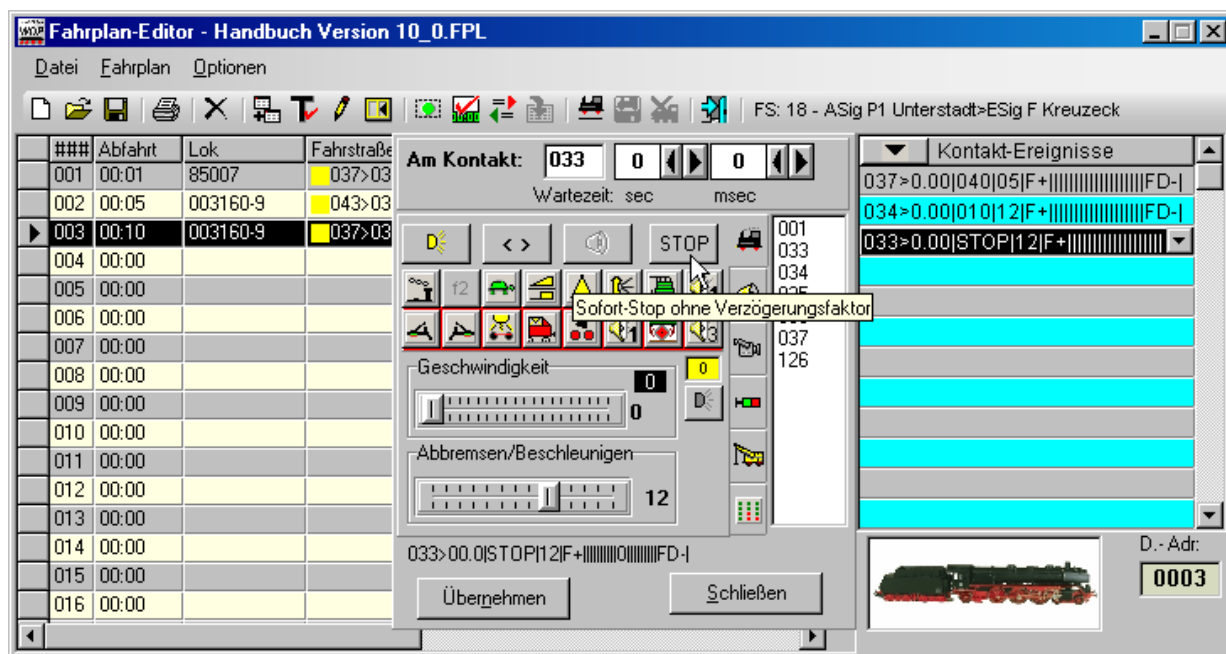 Fahrplan-Editor - Handbuch Version 10_0.FPL
Datei Fahrplan Optionen
FS: 18 - ASig P1 Unterstadt>ESig F Kreuzeck
### Abfahrt Lok Fahrstraße
001 00:01 85007 037>03
002 00:05 003160-9 043>03
003 00:10 003160-9 037>03
004 00:00
005 00:00
006 00:00
007 00:00
008 00:00
009 00:00
010 00:00
011 00:00
012 00:00
013 00:00
014 00:00
015 00:00
016 00:00
Am Kontakt: 033 0 0
Wartezeit: sec msec
< > STOP
f2
Sofort-Stop ohne Verzögerungsfaktor
1 3
001
033
034
037
126
Geschwindigkeit
0
0
0
Abbremsen/Beschleunigen
12
033>00.0|STOP|12|F+|||||||||0||||||||FD-|
Übernehmen Schließen
Kontakt-Ereignisse
037>0.00|040|05|F+||||||||||||||||||FD-|
034>0.00|010|12|F+||||||||||||||||||FD-|
033>0.00|STOP|12|F+||||||||||||||||||
D.- Adr:
0003